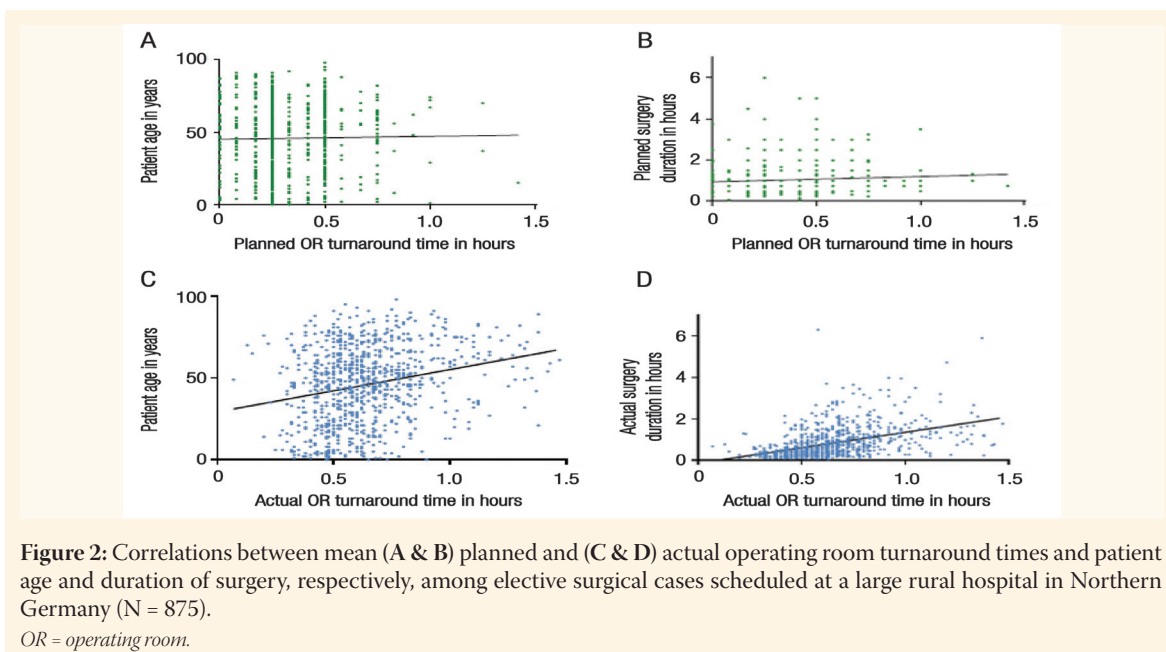 A
Patient age in years
100
50
0
0
0.5
1.0
1.5
Planned OR turnaround time in hours
B
Planned surgery
duration in hours
6
4
2
0
0
0.5
1.0
1.5
Planned OR turnaround time in hours
C
Patient age in years
100
50
0
0
0.5
1.0
1.5
Actual OR turnaround time in hours
D
Actual surgery
duration in hours
6
4
2
0
0
0.5
1.0
1.5
Actual OR turnaround time in hours
Figure 2: Correlations between mean (A & B) planned and (C & D) actual operating room turnaround times and patient
age and duration of surgery, respectively, among elective surgical cases scheduled at a large rural hospital in Northern
Germany (N = 875).
OR = operating room.